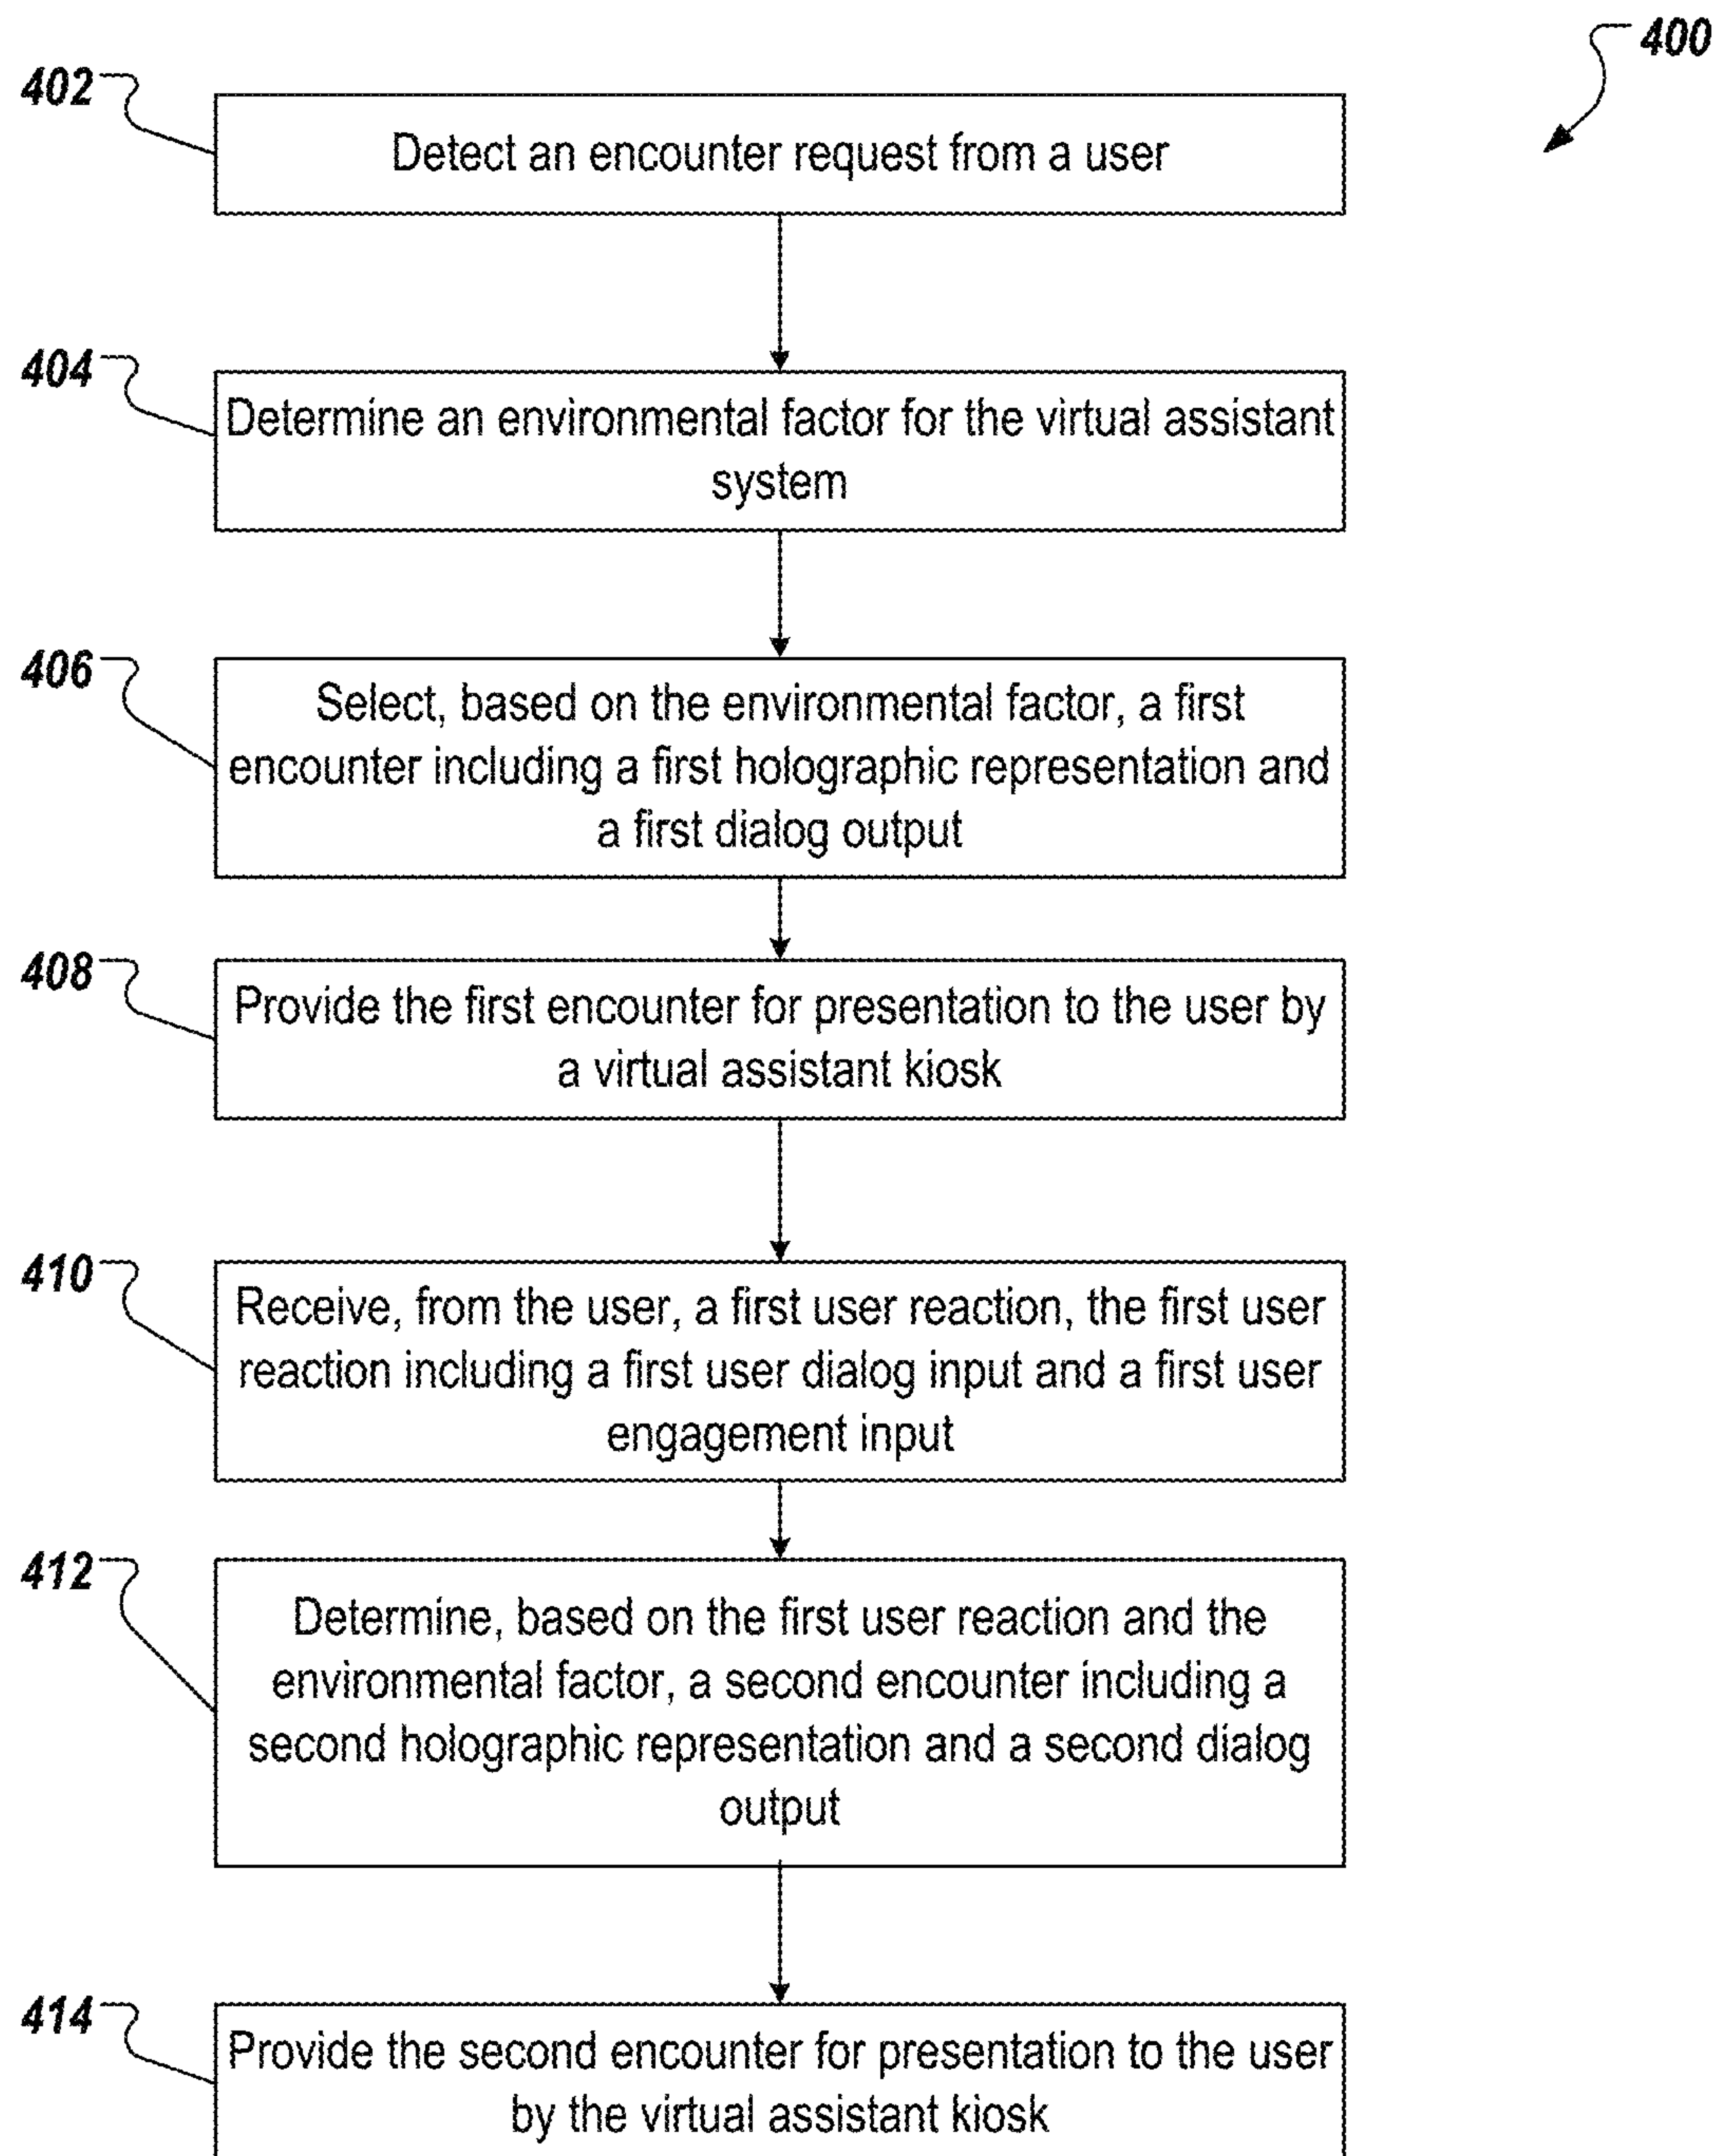 400
402
Detect an encounter request from a user
404
Determine an environmental factor for the virtual assistant
system
406
Select, based on the environmental factor, a first
encounter including a first holographic representation and
a first dialog output
408
Provide the first encounter for presentation to the user by
a virtual assistant kiosk
410
Receive, from the user, a first user reaction, the first user
reaction including a first user dialog input and a first user
engagement input
412
Determine, based on the first user reaction and the
environmental factor, a second encounter including a
second holographic representation and a second dialog
output
414
Provide the second encounter for presentation to the user
by the virtual assistant kiosk